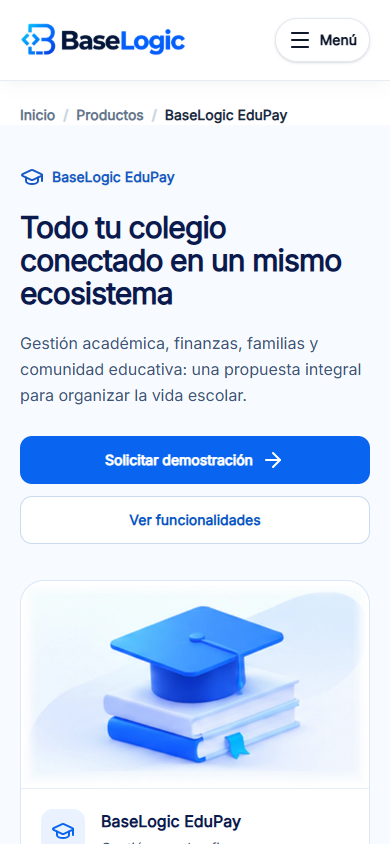 BaseLogic
Menú
Inicio / Productos / BaseLogic EduPay
BaseLogic EduPay
Todo tu colegio
conectado en un mismo
ecosistema
Gestión académica, finanzas, familias y
comunidad educativa: una propuesta integral
para organizar la vida escolar.
Solicitar demostración
Ver funcionalidades
BaseLogic EduPay